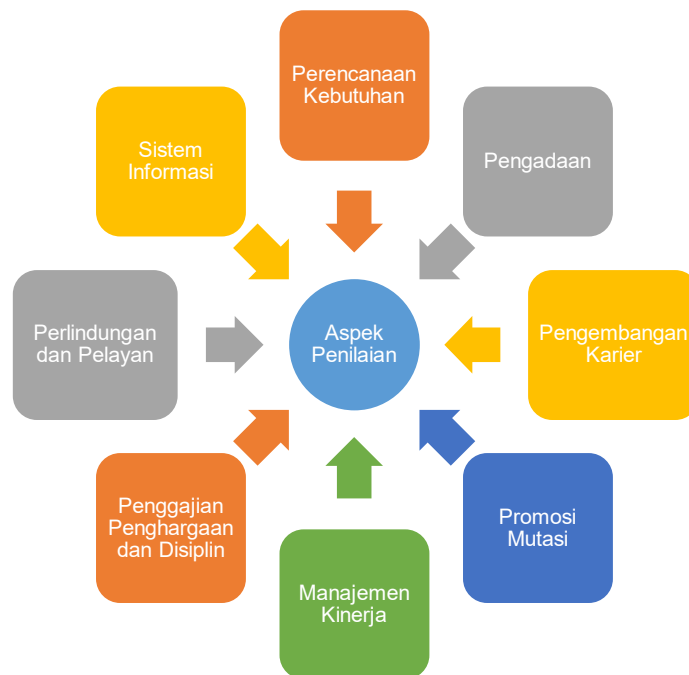 Perencanaan
Kebutuhan
Pengadaan
Pengembangan
Karier
Promosi
Mutasi
Manajemen
Kinerja
Penggajian
Penghargaan
dan Disiplin
Perlindungan
dan Pelayan
Sistem
Informasi
Aspek
Penilaian